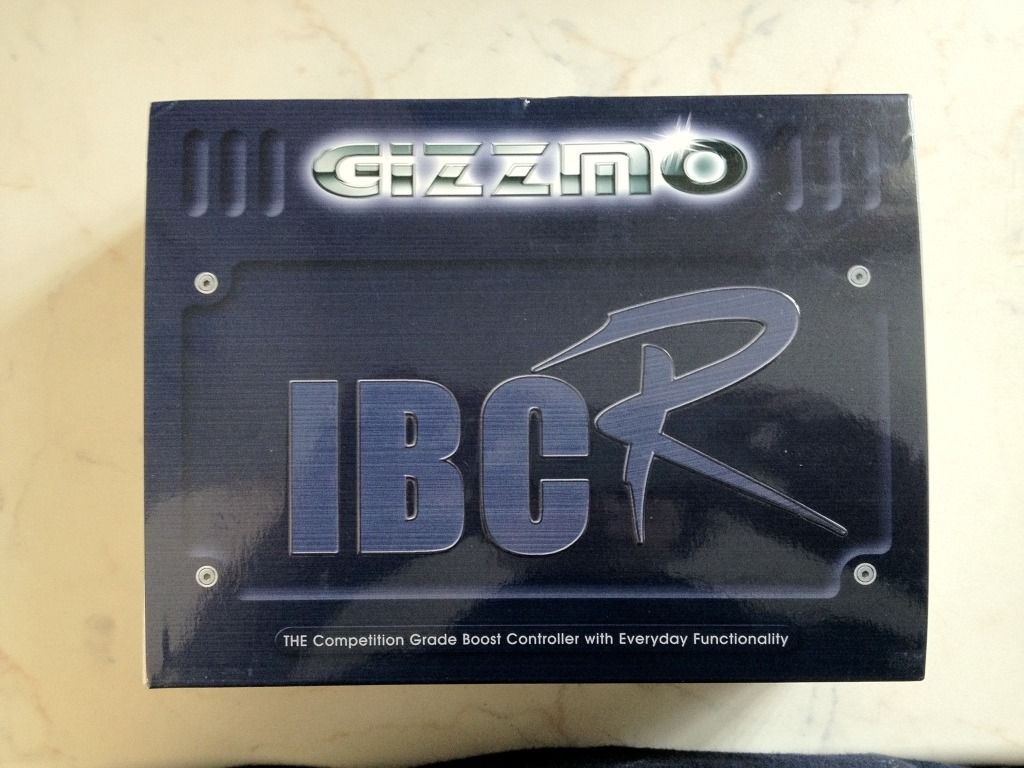 GIZZMO
IBCR
THE Competition Grade Boost Controller with Everyday Functionality